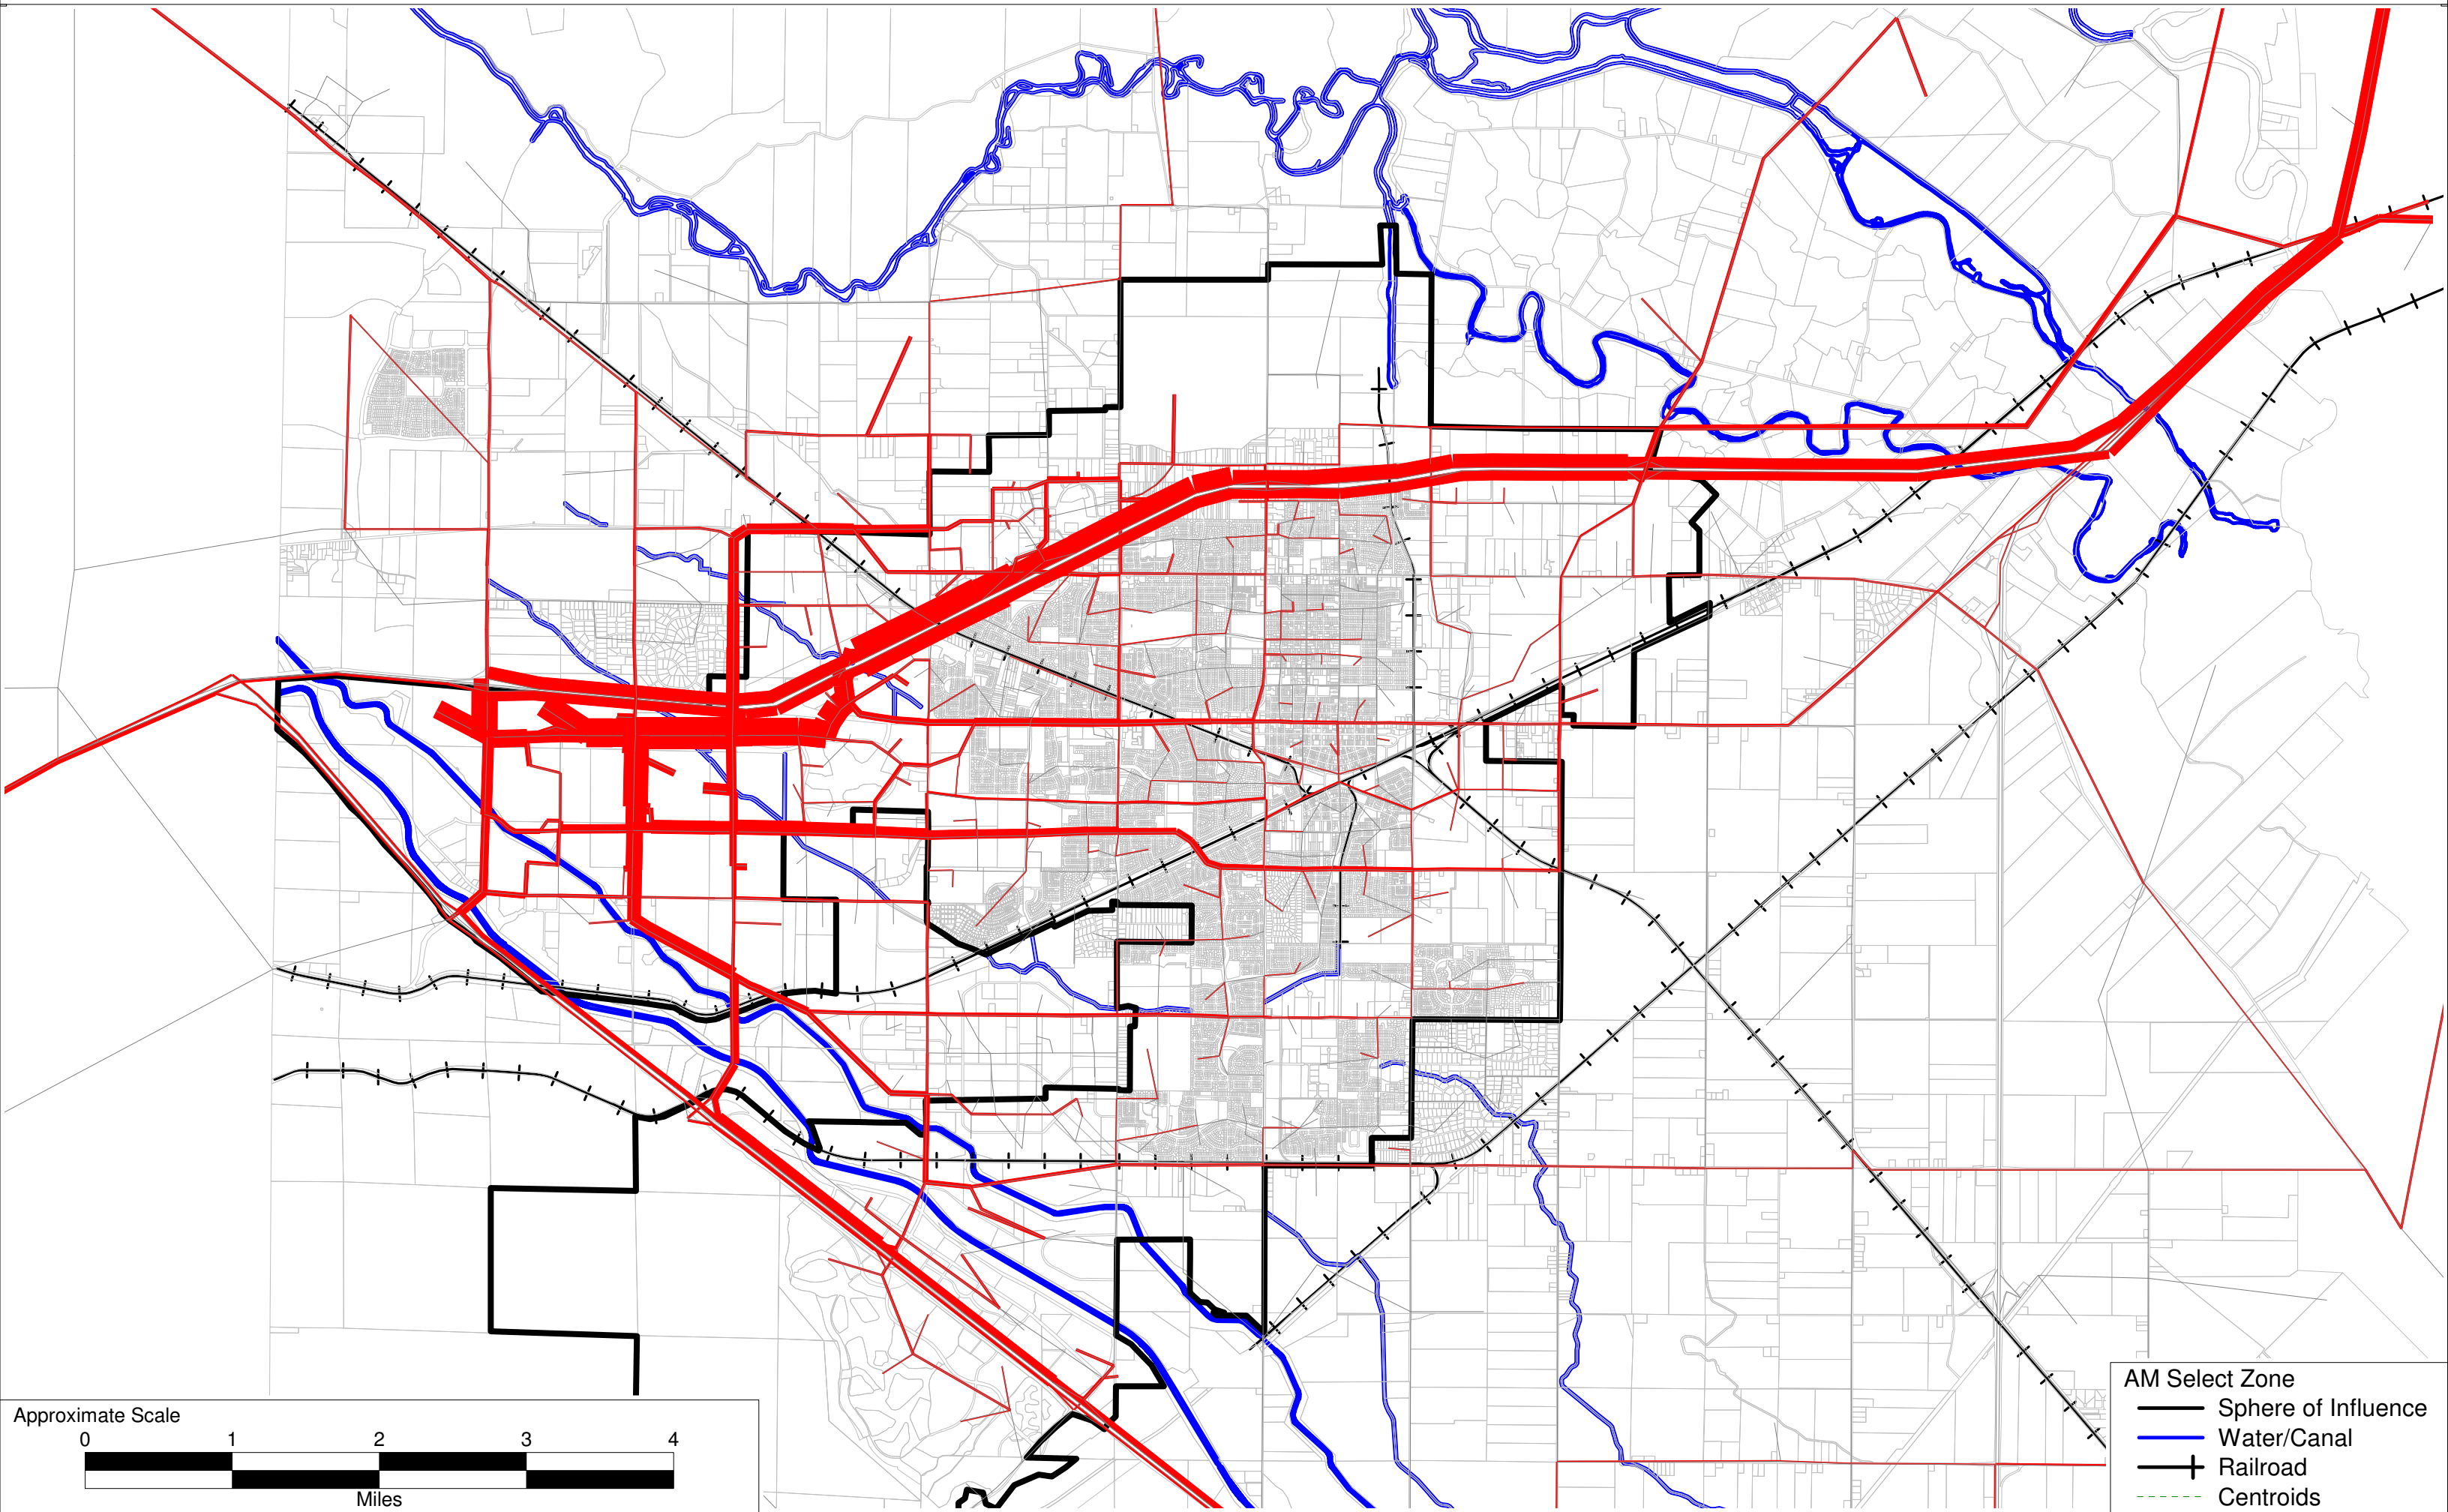 Approximate Scale
0 1 2 3 4
Miles
AM Select Zone
Sphere of Influence
Water/Canal
Railroad
Centroids